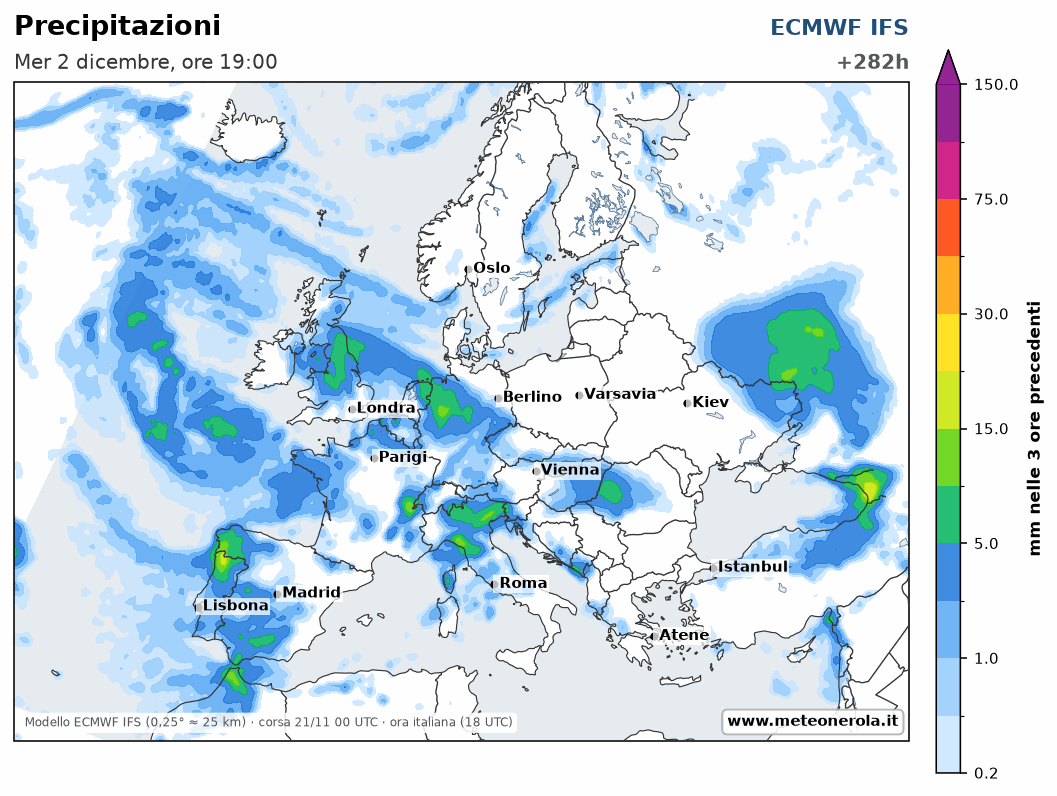 Precipitazioni
ECMWF IFS
Mer 2 dicembre, ore 19:00
+282h
150.0
75.0
30.0
15.0
5.0
1.0
0.2
mm nelle 3 ore precedenti
Oslo
Berlino
Varsavia
Kiev
Londra
Parigi
Vienna
Istanbul
Roma
Madrid
Lisbona
Atene
Modello ECMWF IFS (0,25° ≈ 25 km) · corsa 21/11 00 UTC · ora italiana (18 UTC)
www.meteonerola.it